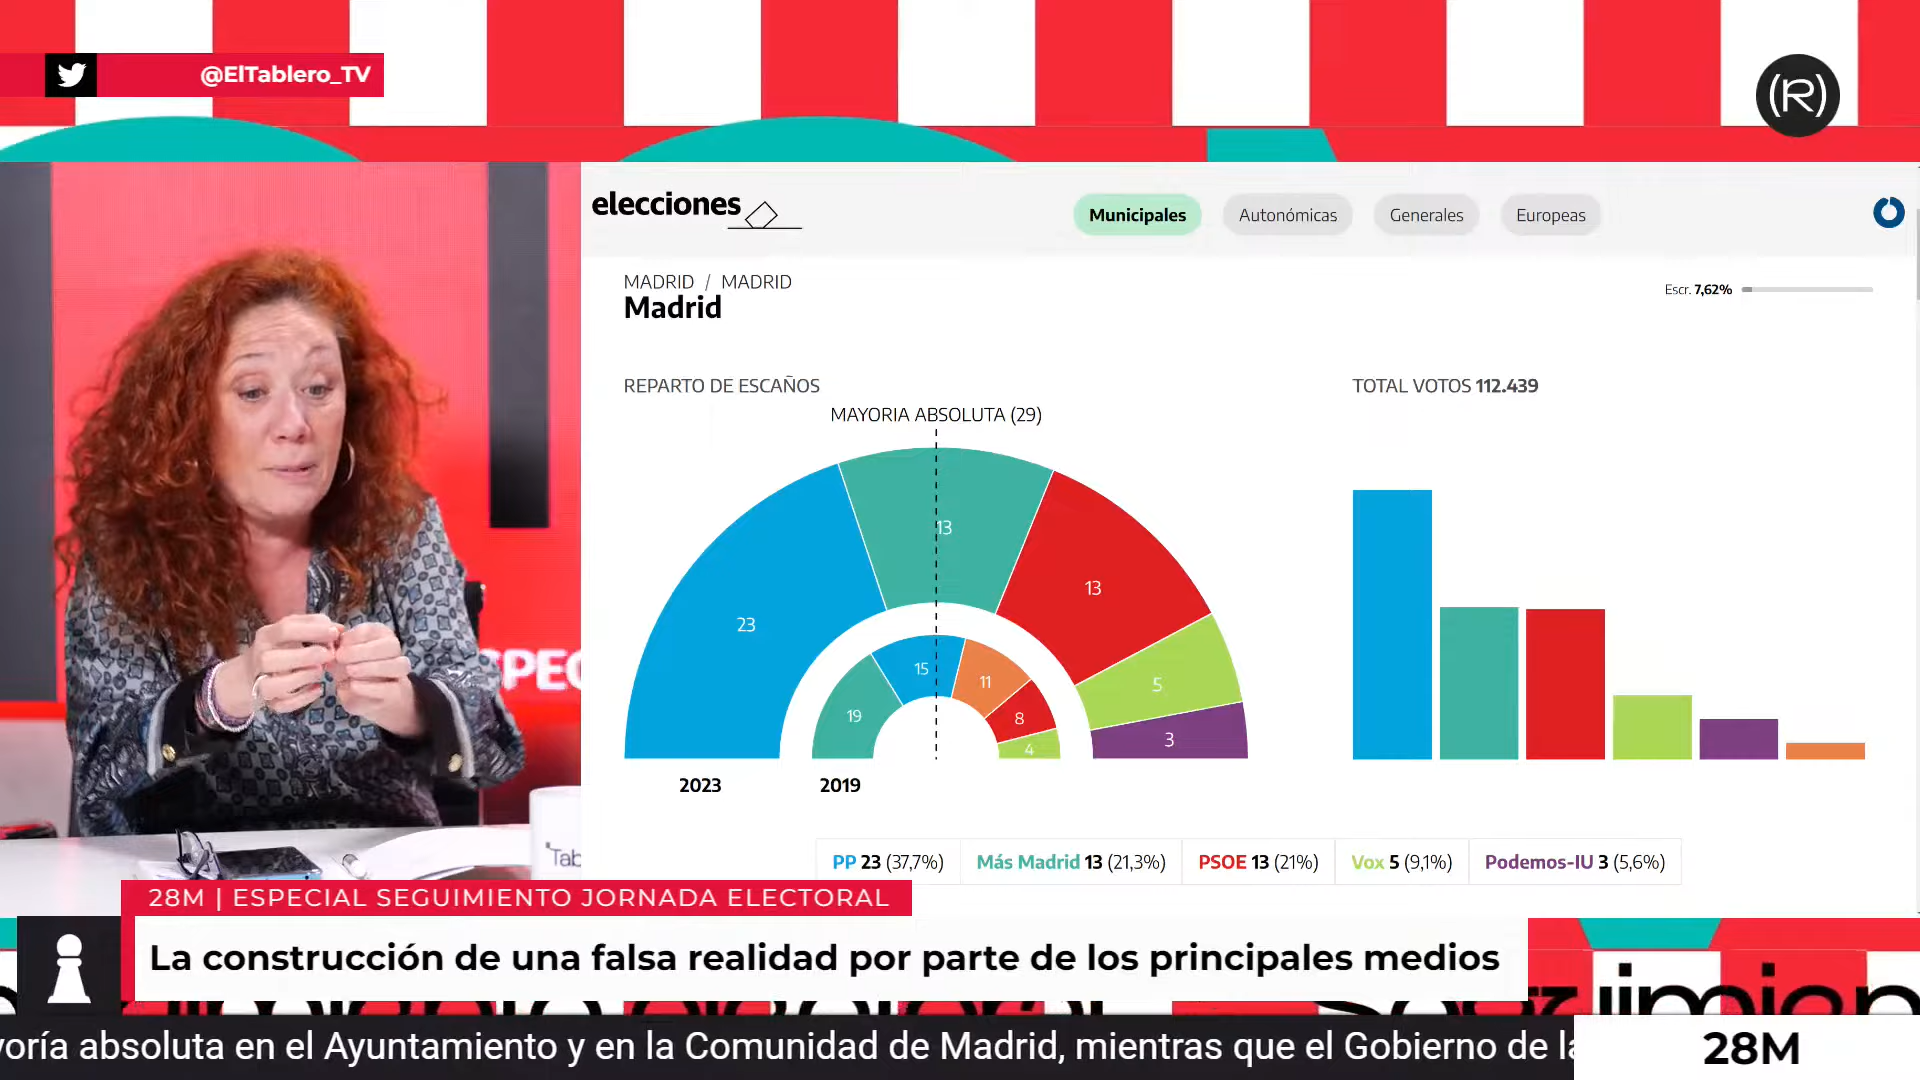 @ElTablero_TV
(R)
elecciones
Municipales
Autonómicas
Generales
Europeas
MADRID / MADRID
Madrid
Escr. 7,62%
REPARTO DE ESCAÑOS
TOTAL VOTOS 112.439
MAYORIA ABSOLUTA (29)
23
13
13
5
3
19
15
11
8
4
2023
2019
PP 23 (37,7%)
Más Madrid 13 (21,3%)
PSOE 13 (21%)
Vox 5 (9,1%)
Podemos-IU 3 (5,6%)
SPEC
Tab
28M | ESPECIAL SEGUIMIENTO JORNADA ELECTORAL
La construcción de una falsa realidad por parte de los principales medios
yoría absoluta en el Ayuntamiento y en la Comunidad de Madrid, mientras que el Gobierno de la
28M